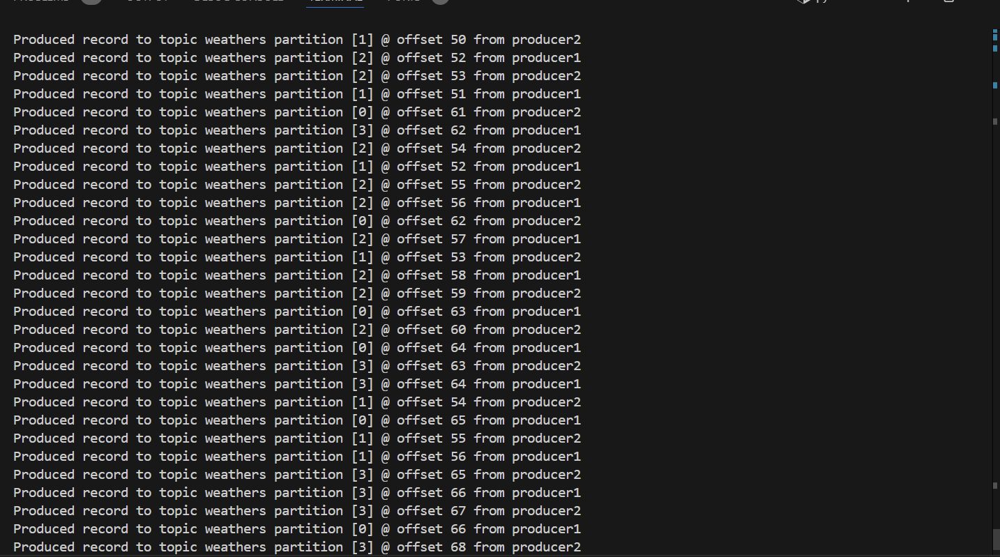 TERMINAL
Produced record to topic weathers partition [1] @ offset 50 from producer2
Produced record to topic weathers partition [2] @ offset 52 from producer1
Produced record to topic weathers partition [2] @ offset 53 from producer2
Produced record to topic weathers partition [1] @ offset 51 from producer1
Produced record to topic weathers partition [0] @ offset 61 from producer2
Produced record to topic weathers partition [3] @ offset 62 from producer1
Produced record to topic weathers partition [2] @ offset 54 from producer2
Produced record to topic weathers partition [1] @ offset 52 from producer1
Produced record to topic weathers partition [2] @ offset 55 from producer2
Produced record to topic weathers partition [2] @ offset 56 from producer1
Produced record to topic weathers partition [0] @ offset 62 from producer2
Produced record to topic weathers partition [2] @ offset 57 from producer1
Produced record to topic weathers partition [1] @ offset 53 from producer2
Produced record to topic weathers partition [2] @ offset 58 from producer1
Produced record to topic weathers partition [2] @ offset 59 from producer2
Produced record to topic weathers partition [0] @ offset 63 from producer1
Produced record to topic weathers partition [2] @ offset 60 from producer2
Produced record to topic weathers partition [0] @ offset 64 from producer1
Produced record to topic weathers partition [3] @ offset 63 from producer2
Produced record to topic weathers partition [3] @ offset 64 from producer1
Produced record to topic weathers partition [1] @ offset 54 from producer2
Produced record to topic weathers partition [0] @ offset 65 from producer1
Produced record to topic weathers partition [1] @ offset 55 from producer2
Produced record to topic weathers partition [1] @ offset 56 from producer1
Produced record to topic weathers partition [3] @ offset 65 from producer2
Produced record to topic weathers partition [3] @ offset 66 from producer1
Produced record to topic weathers partition [3] @ offset 67 from producer2
Produced record to topic weathers partition [0] @ offset 66 from producer1
Produced record to topic weathers partition [3] @ offset 68 from producer2